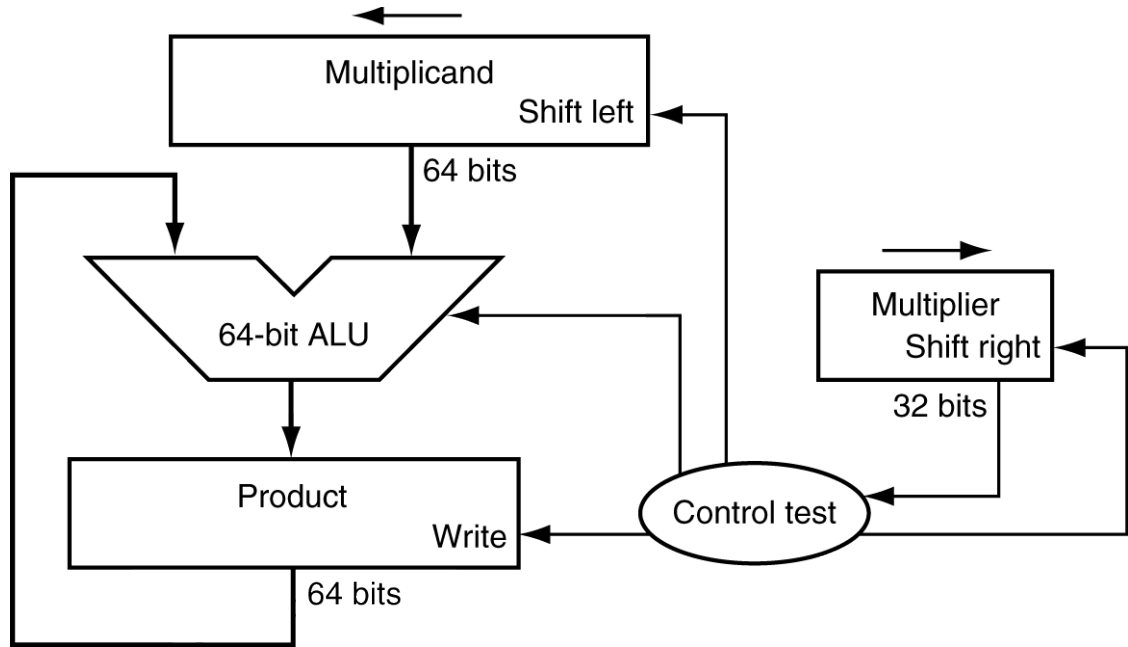 Multiplicand
Shift left
64 bits
64-bit ALU
Multiplier
Shift right
32 bits
Product
Write
Control test
64 bits